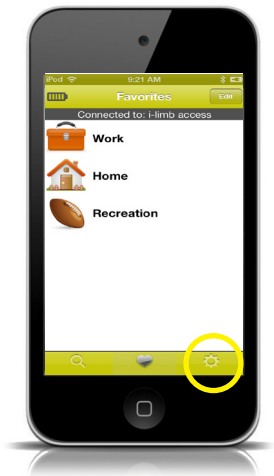 iPod 9:21 AM
Favorites Edit
Connected to: i-limb access
Work
Home
Recreation